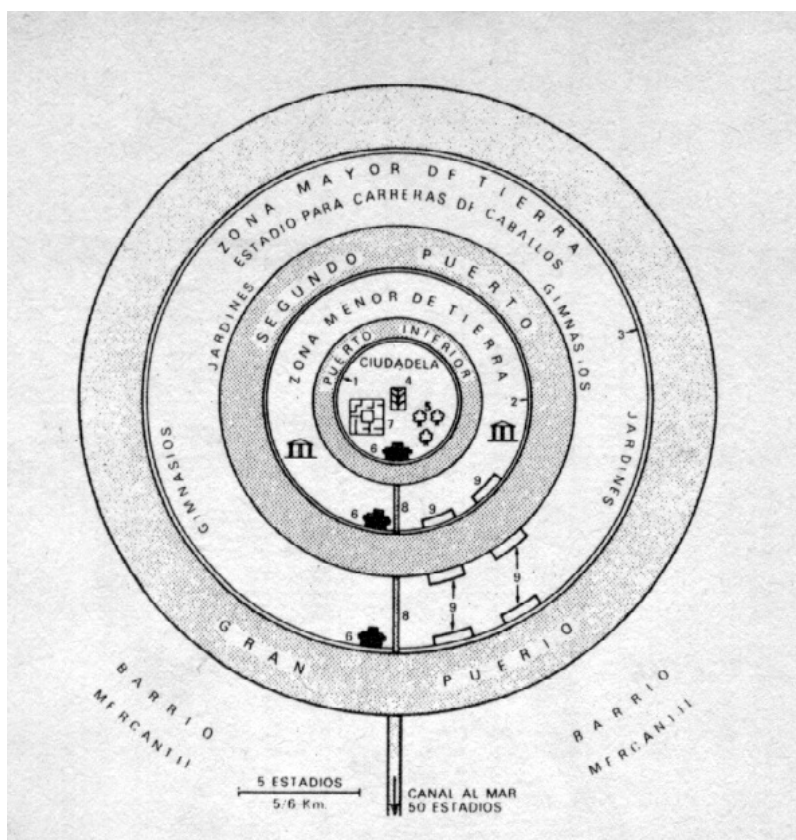 ZONA MAYOR DE TIERRA
ESTADIO PARA CARRERAS DE CABALLOS
JARDINES
SEGUNDO PUERTO
GIMNASIOS
ZONA MENOR DE TIERRA
PUERTO INTERIOR
3
CIUDADELA
1
4
2
5
7
6
JARDINES
GIMNASIOS
9
6
8
9
9
9
8
6
GRAN PUERTO
BARRIO
MERCANTIL
BARRIO
MERCANTIL
5 ESTADIOS
5/6 Km.
CANAL AL MAR
50 ESTADIOS